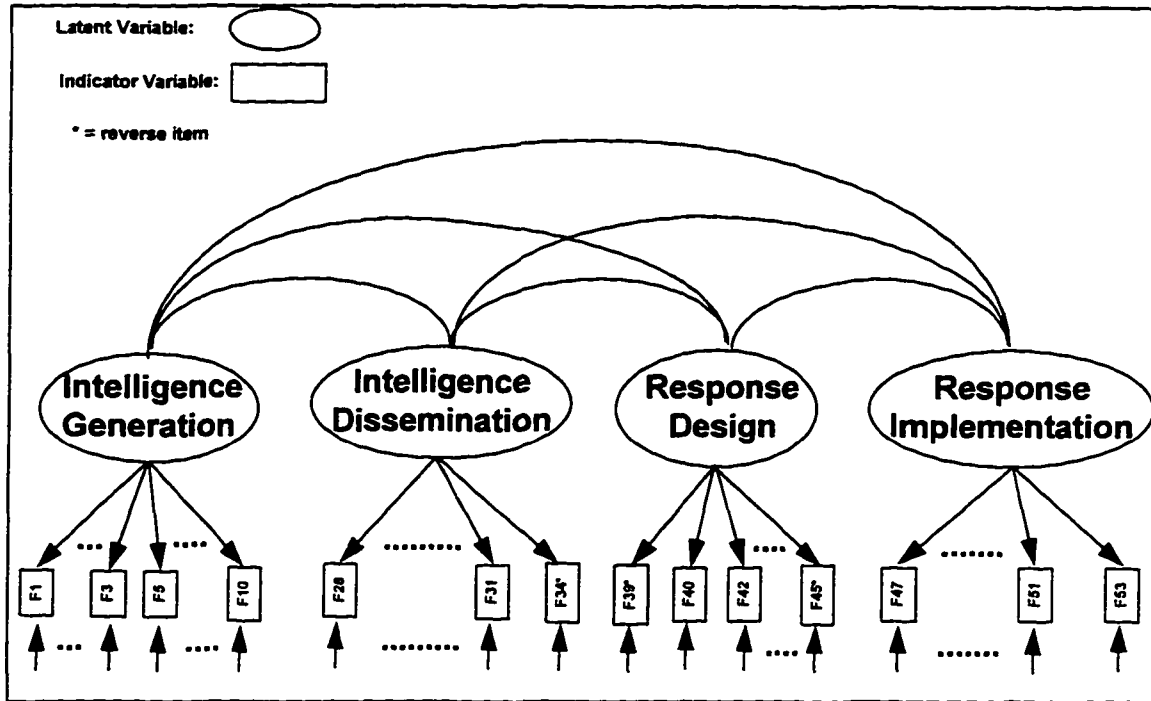 Latent Variable:
Indicator Variable:
* = reverse item
Intelligence
Generation
Intelligence
Dissemination
Response
Design
Response
Implementation
F1
F3
F5
F10
F28
F31
F34*
F39*
F40
F42
F45*
F47
F51
F53